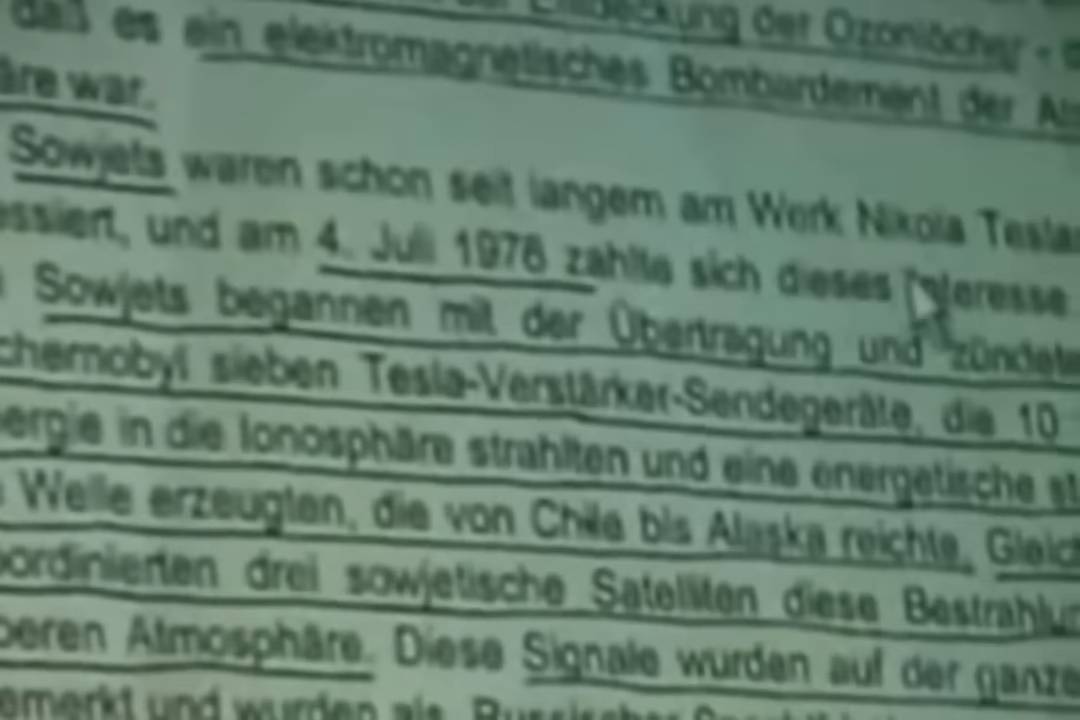 der Entdeckung der Ozonlöcher -
daß es ein elektromagnetisches Bombardement der
äre war.
Sowjets waren schon seit langem am Werk Nikola Teslas
essiert, und am 4. Juli 1976 zahlte sich dieses Interesse
Sowjets begannen mit der Übertragung und zündete
chernobyl sieben Tesla-Verstärker-Sendegeräte, die 10
ergie in die Ionosphäre strahlten und eine energetische st
Welle erzeugten, die von Chile bis Alaska reichte. Gleich
oordinierten drei sowjetische Satelliten diese Bestrahlun
beren Atmosphäre. Diese Signale wurden auf der ganze
emerkt und wurden als